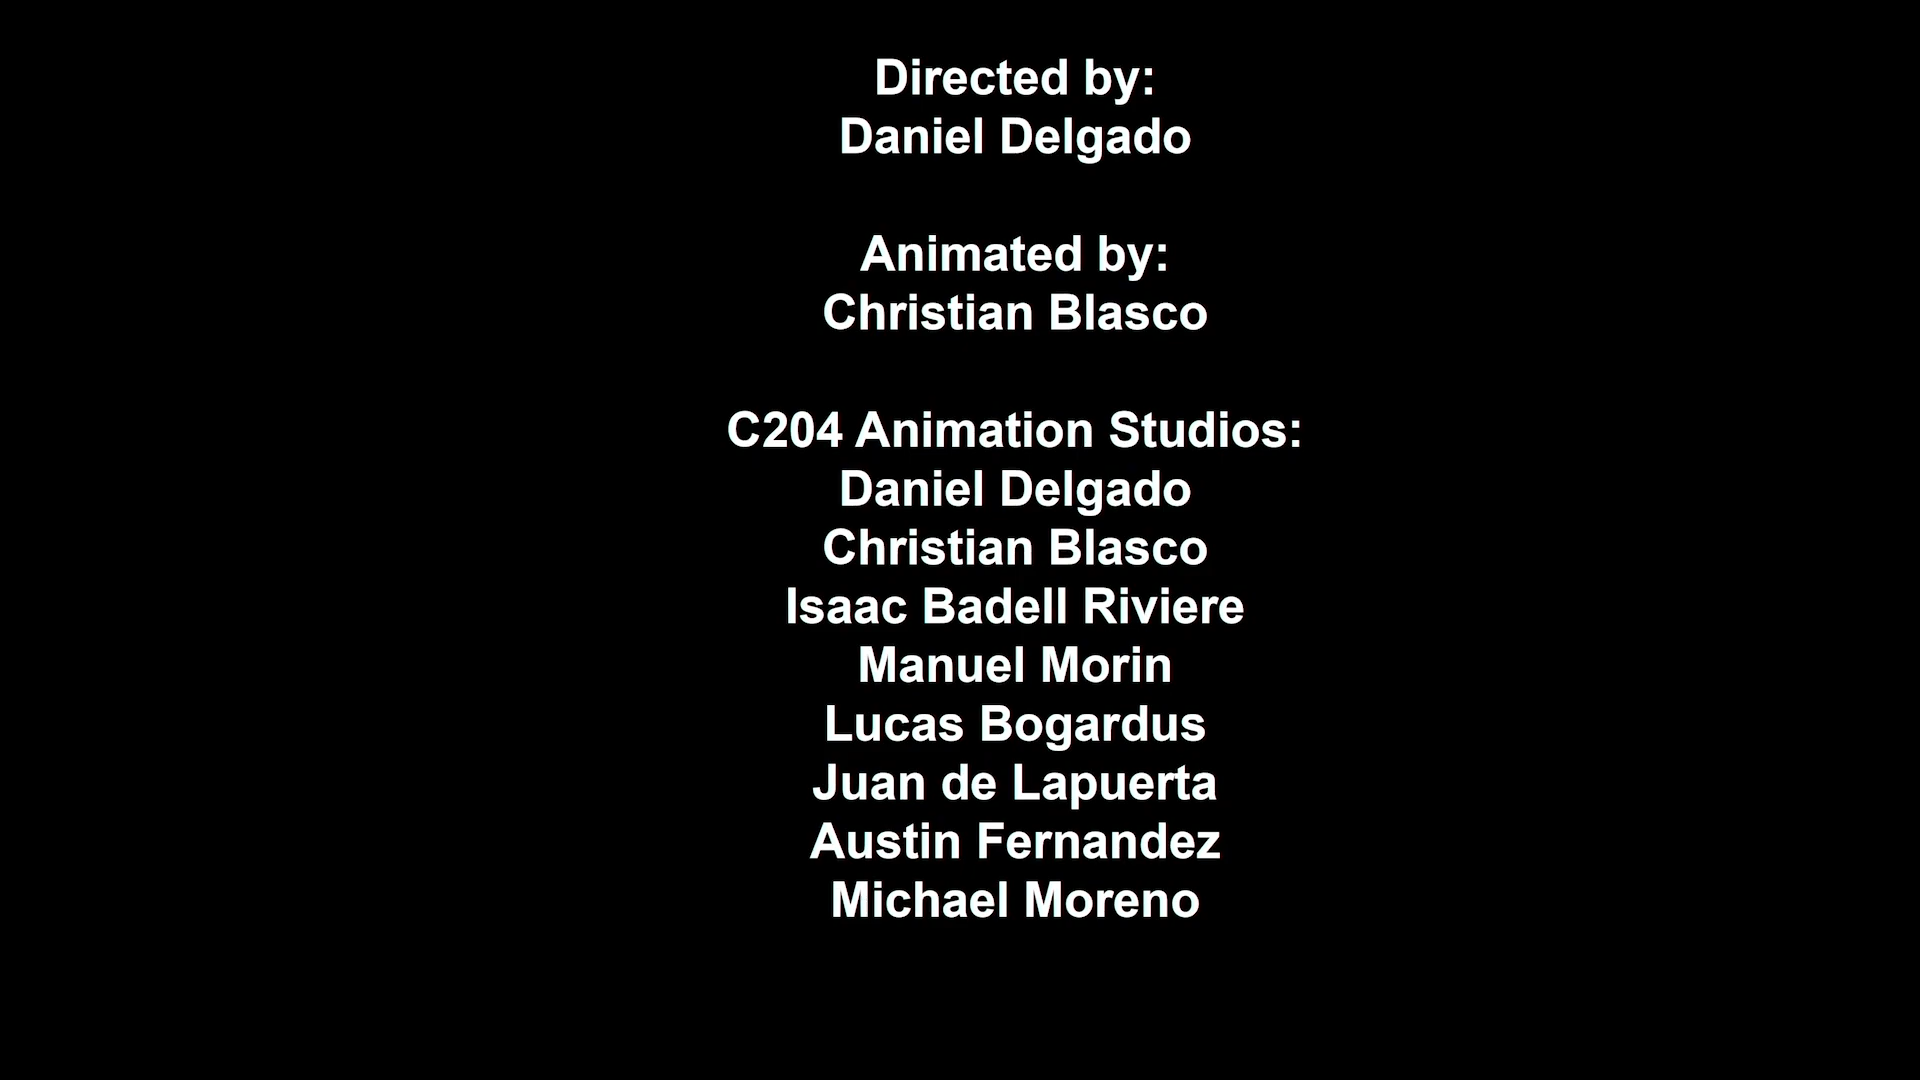 Directed by:
Daniel Delgado
Animated by:
Christian Blasco
C204 Animation Studios:
Daniel Delgado
Christian Blasco
Isaac Badell Riviere
Manuel Morin
Lucas Bogardus
Juan de Lapuerta
Austin Fernandez
Michael Moreno